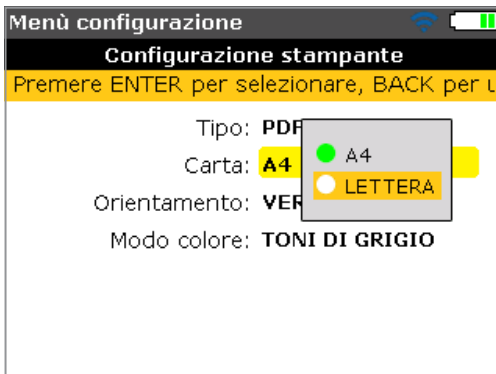 Menù configurazione
Configurazione stampante
Premere ENTER per selezionare, BACK per
Tipo: PDF
A4
Carta: A4
LETTERA
Orientamento: VER
Modo colore: TONI DI GRIGIO